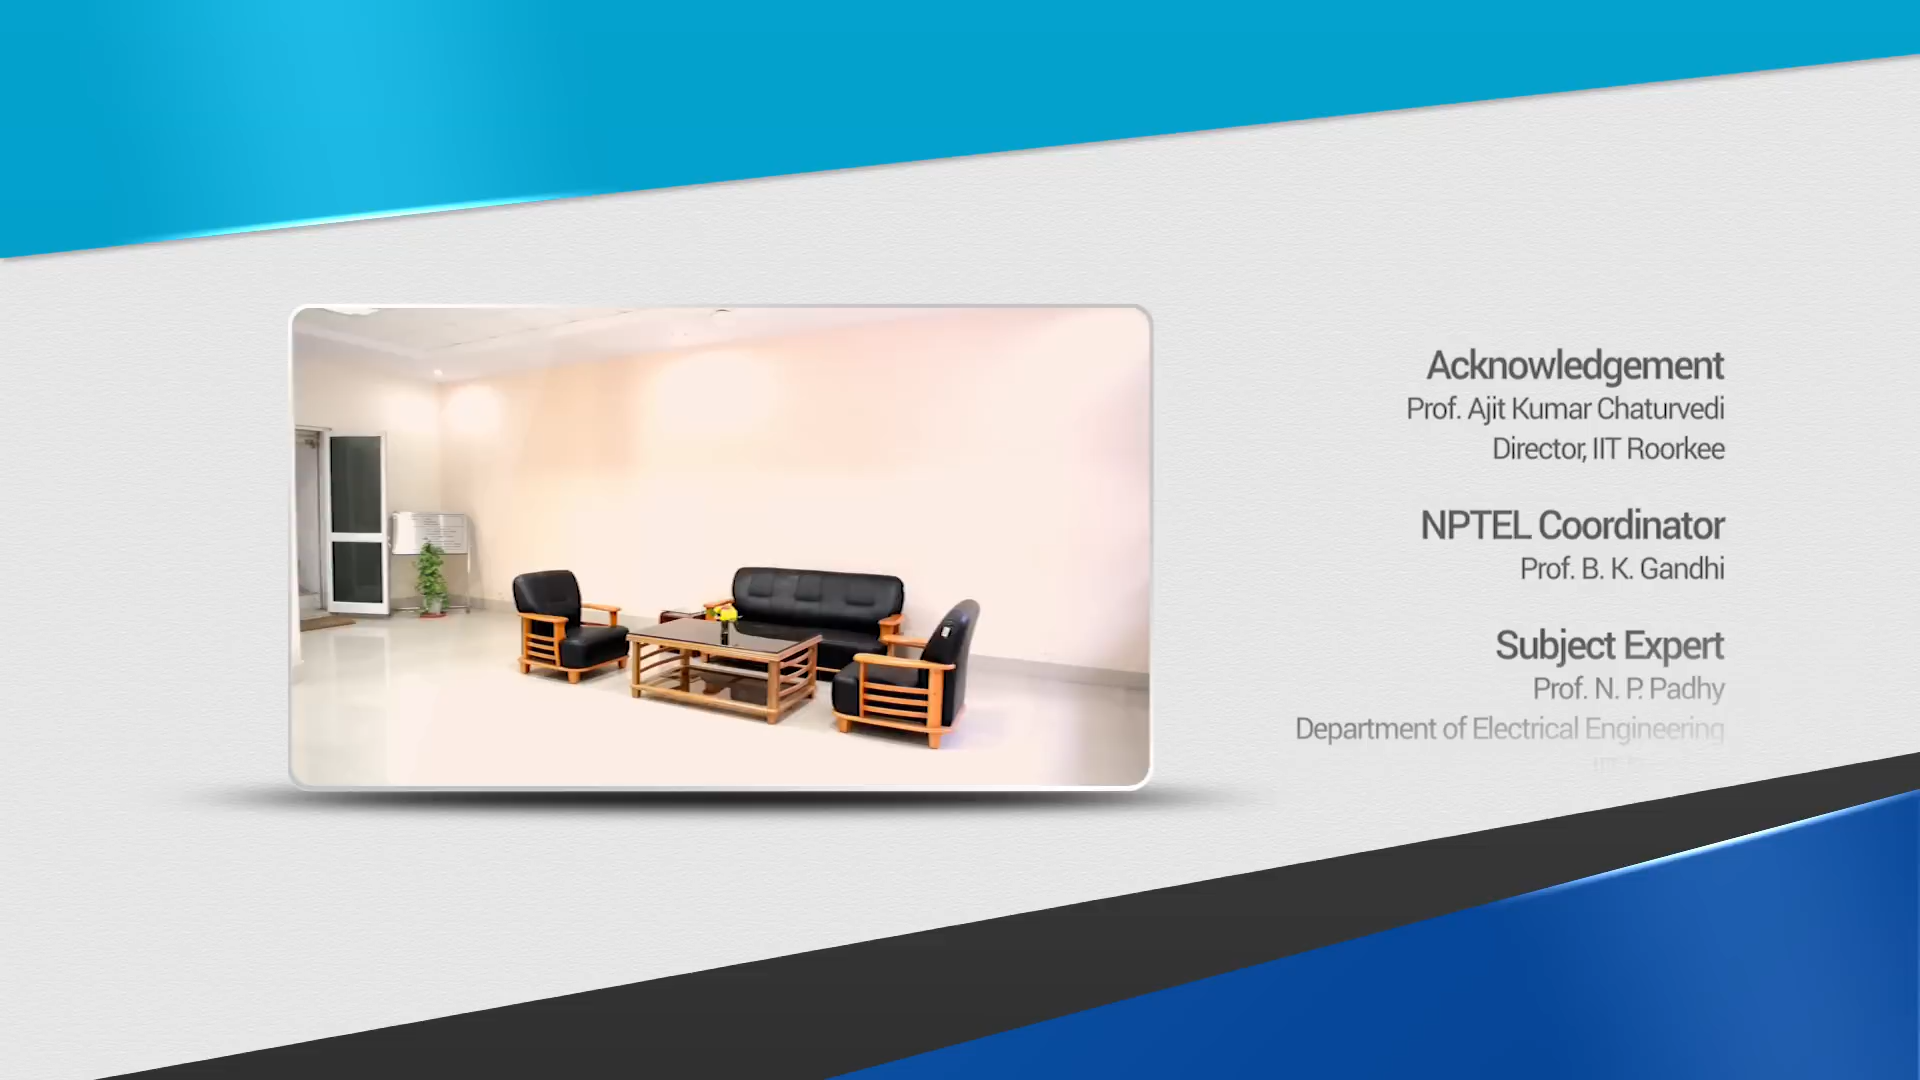 Acknowledgement
Prof. Ajit Kumar Chaturvedi
Director, IIT Roorkee
NPTEL Coordinator
Prof. B. K. Gandhi
Subject Expert
Prof. N. P. Padhy
Department of Electrical Engineering